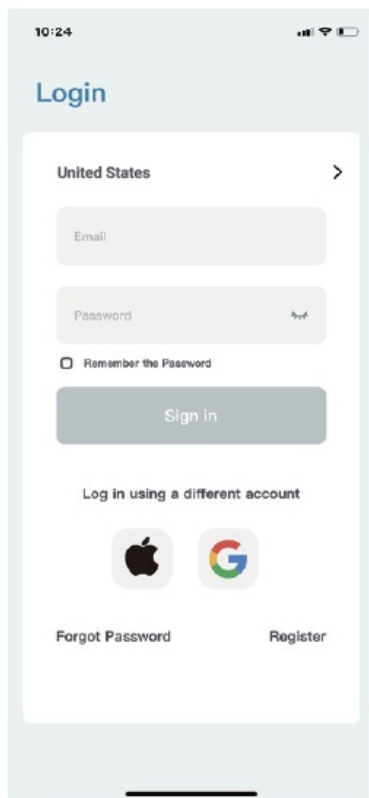 10:24
Login
United States
Email
Password
Remember the Password
Sign in
Log in using a different account
Forgot Password
Register